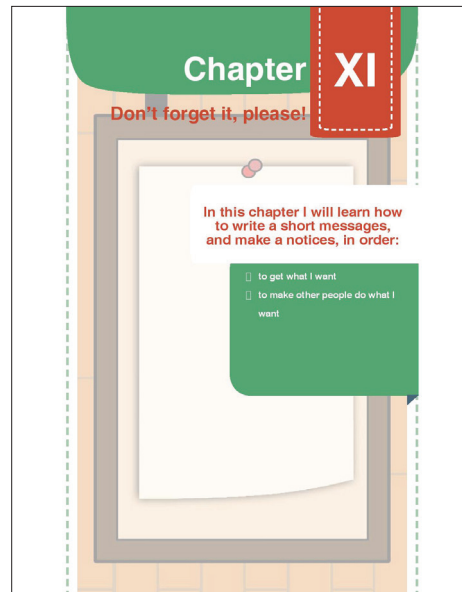 Chapter XI
Don't forget it, please!
In this chapter I will learn how
to write a short messages,
and make a notices, in order:
to get what I want
to make other people do what I
want